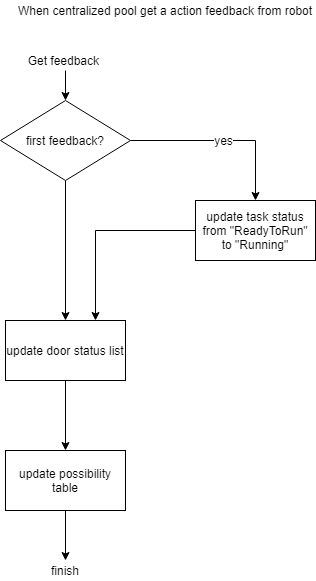 When centralized pool get a action feedback from robot
Get feedback
first feedback?
yes
update task status
from "ReadyToRun"
to "Running"
update door status list
update possibility
table
finish